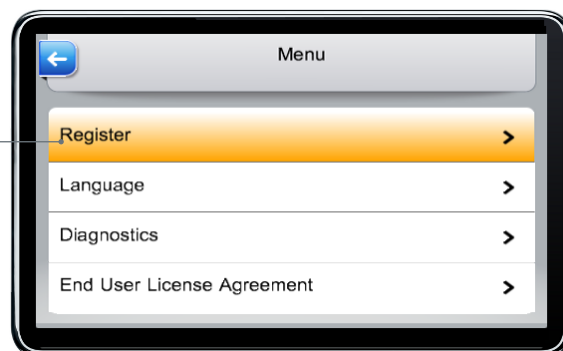 Menu
Register
Language
Diagnostics
End User License Agreement